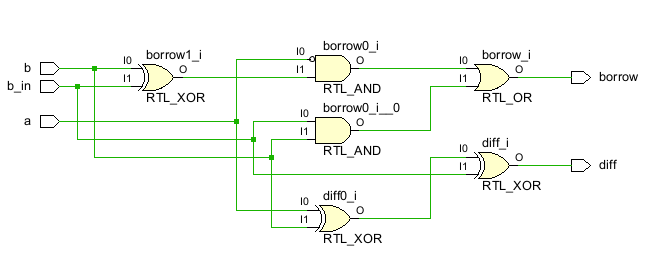 borrow1_i
I0
I1
O
RTL_XOR
b
b_in
a
borrow0_i
I0
I1
O
RTL_AND
borrow0_i__0
I0
I1
O
RTL_AND
diff0_i
I0
I1
O
RTL_XOR
borrow_i
I0
I1
O
RTL_OR
borrow
diff_i
I0
I1
O
RTL_XOR
diff